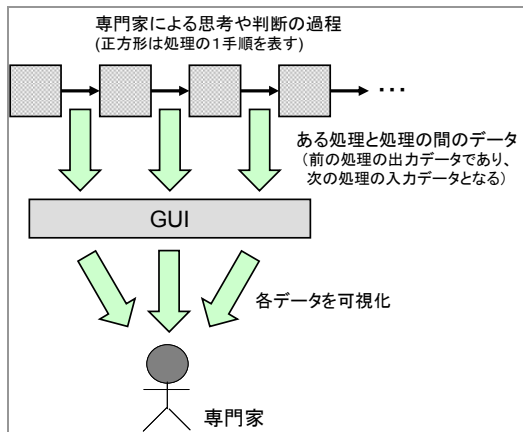 専門家による思考や判断の過程
(正方形は処理の１手順を表す)
…
ある処理と処理の間のデータ
（前の処理の出力データであり、
次の処理の入力データとなる）
GUI
各データを可視化
専門家